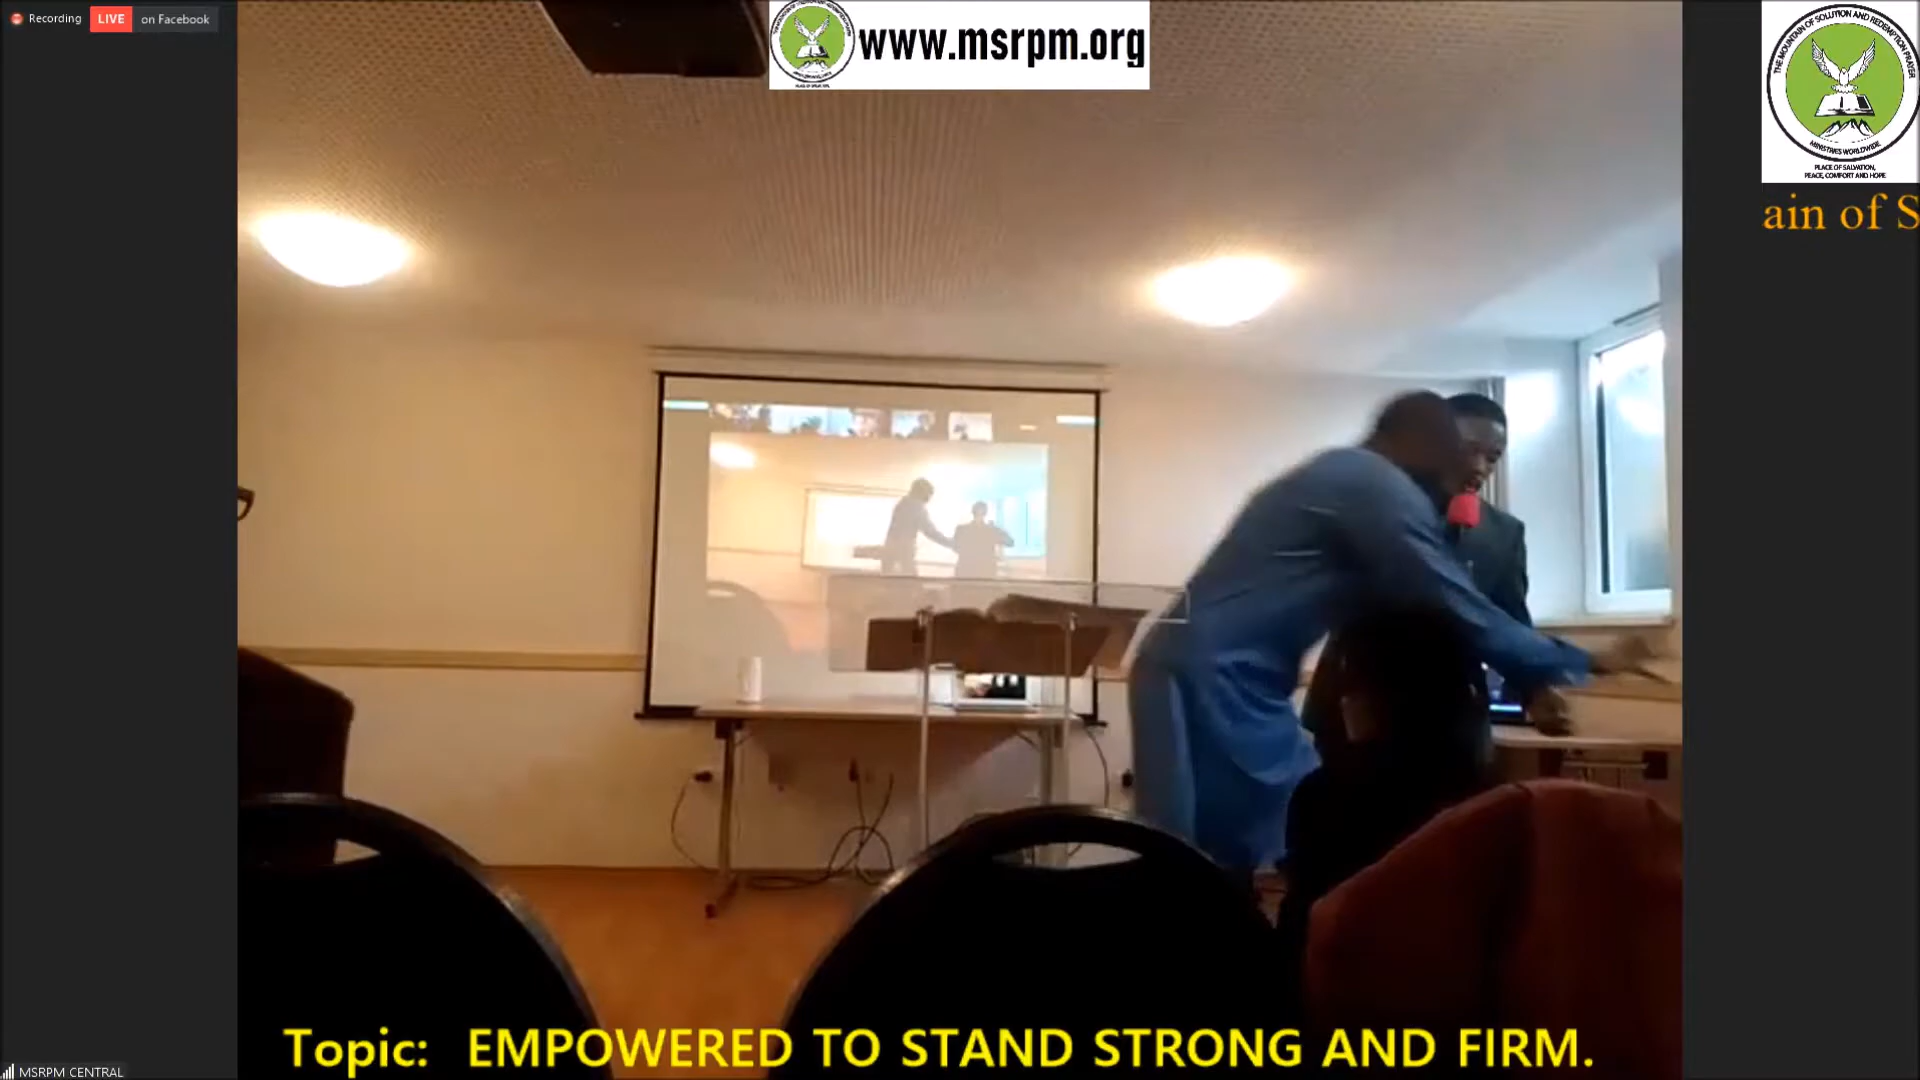 Recording
LIVE
on Facebook
www.msrpm.org
THE MOUNTAIN OF SOLUTION AND REDEMPTION PRAYER
MINISTRIES WORLDWIDE
PLACE OF SALVATION,
PEACE, COMFORT AND HOPE
ain of S
Topic: EMPOWERED TO STAND STRONG AND FIRM.
MSRPM CENTRAL